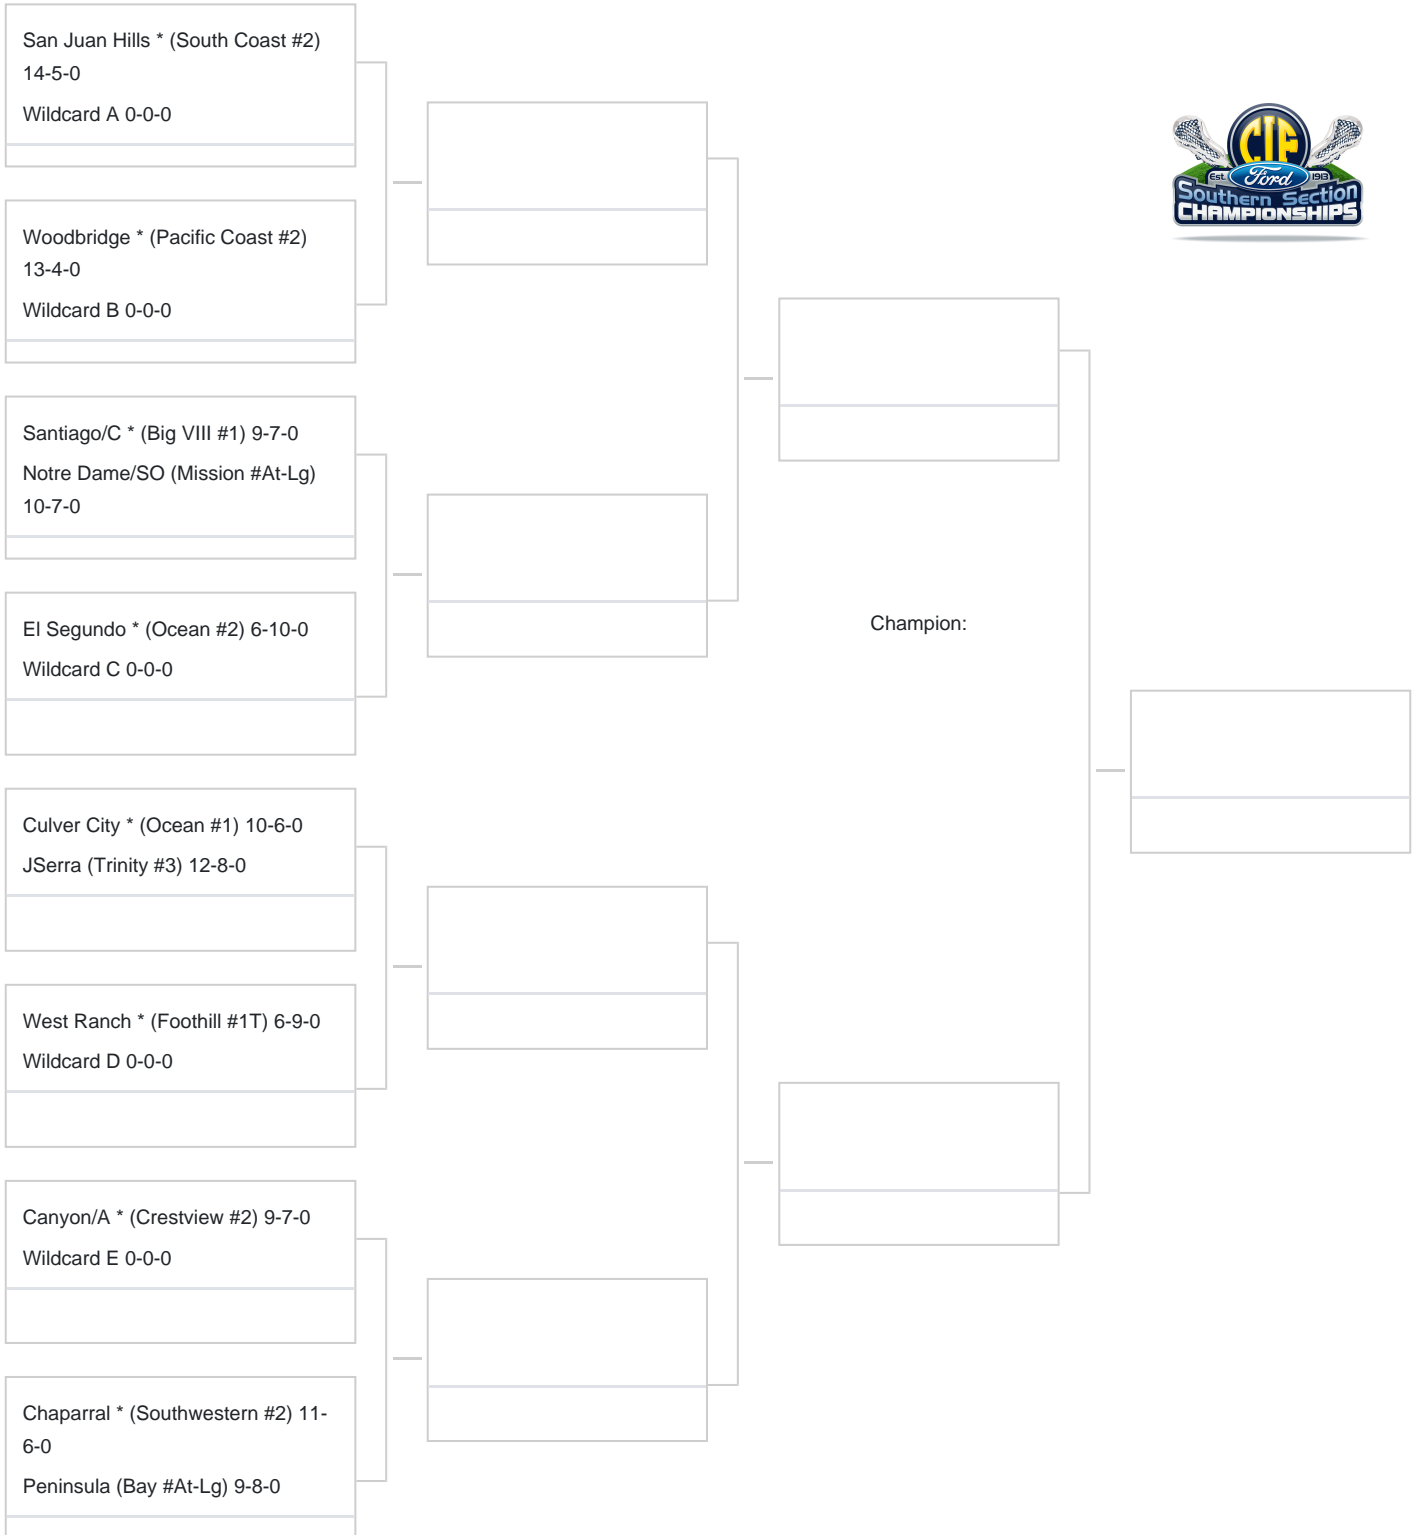 San Juan Hills * (South Coast #2)
14-5-0
Wildcard A 0-0-0
Woodbridge * (Pacific Coast #2)
13-4-0
Wildcard B 0-0-0
Santiago/C * (Big VIII #1) 9-7-0
Notre Dame/SO (Mission #At-Lg)
10-7-0
El Segundo * (Ocean #2) 6-10-0
Wildcard C 0-0-0
Culver City * (Ocean #1) 10-6-0
JSerra (Trinity #3) 12-8-0
West Ranch * (Foothill #1T) 6-9-0
Wildcard D 0-0-0
Canyon/A * (Crestview #2) 9-7-0
Wildcard E 0-0-0
Chaparral * (Southwestern #2) 11-
6-0
Peninsula (Bay #At-Lg) 9-8-0
Champion:
CIF
Est. Ford 1913
Southern Section
CHAMPIONSHIPS